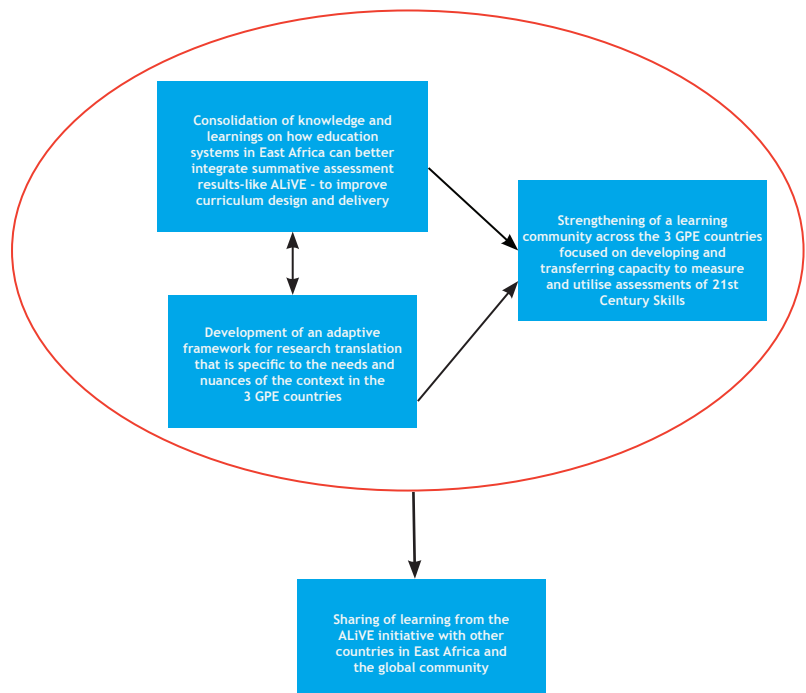 Consolidation of knowledge and
learnings on how education
systems in East Africa can better
integrate summative assessment
results-like ALiVE - to improve
curriculum design and delivery
Strengthening of a learning
community across the 3 GPE countries
focused on developing and
transferring capacity to measure
and utilise assessments of 21st
Century Skills
Development of an adaptive
framework for research translation
that is specific to the needs and
nuances of the context in the
3 GPE countries
Sharing of learning from the
ALiVE initiative with other
countries in East Africa and
the global community